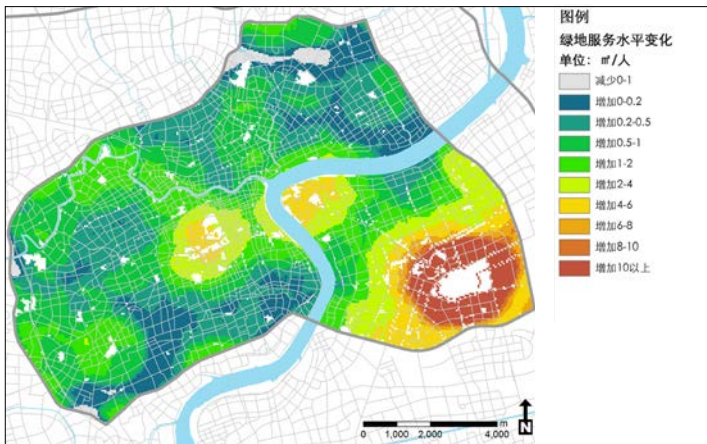 图例
绿地服务水平变化
单位：㎡/人
减少0-1
增加0-0.2
增加0.2-0.5
增加0.5-1
增加1-2
增加2-4
增加4-6
增加6-8
增加8-10
增加10以上
m
0 1,000 2,000 4,000
N